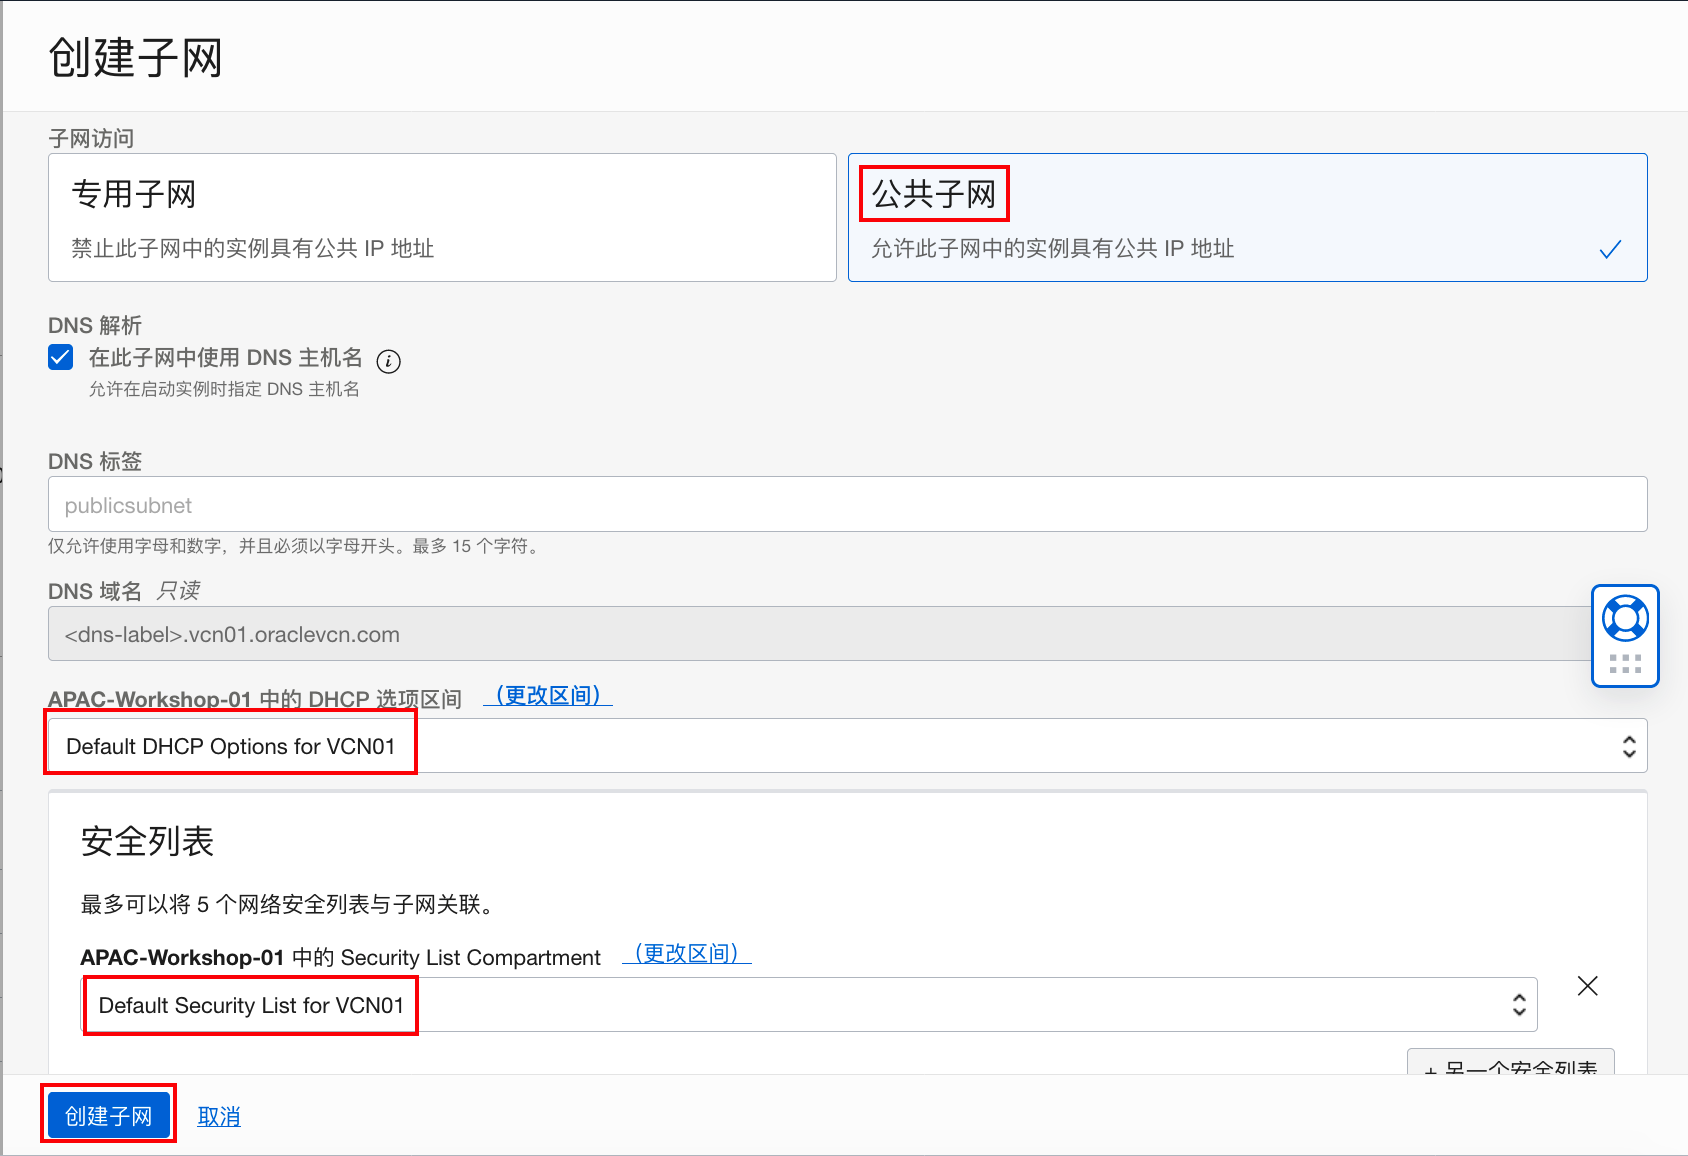 创建子网
子网访问
专用子网
禁止此子网中的实例具有公共 IP 地址
公共子网
允许此子网中的实例具有公共 IP 地址
DNS 解析
在此子网中使用 DNS 主机名
允许在启动实例时指定 DNS 主机名
DNS 标签
publicsubnet
仅允许使用字母和数字，并且必须以字母开头。最多 15 个字符。
DNS 域名 只读
<dns-label>.vcn01.oraclevcn.com
APAC-Workshop-01 中的 DHCP 选项区间 （更改区间）
Default DHCP Options for VCN01
安全列表
最多可以将 5 个网络安全列表与子网关联。
APAC-Workshop-01 中的 Security List Compartment （更改区间）
Default Security List for VCN01
+ 另一个安全列表
创建子网 取消